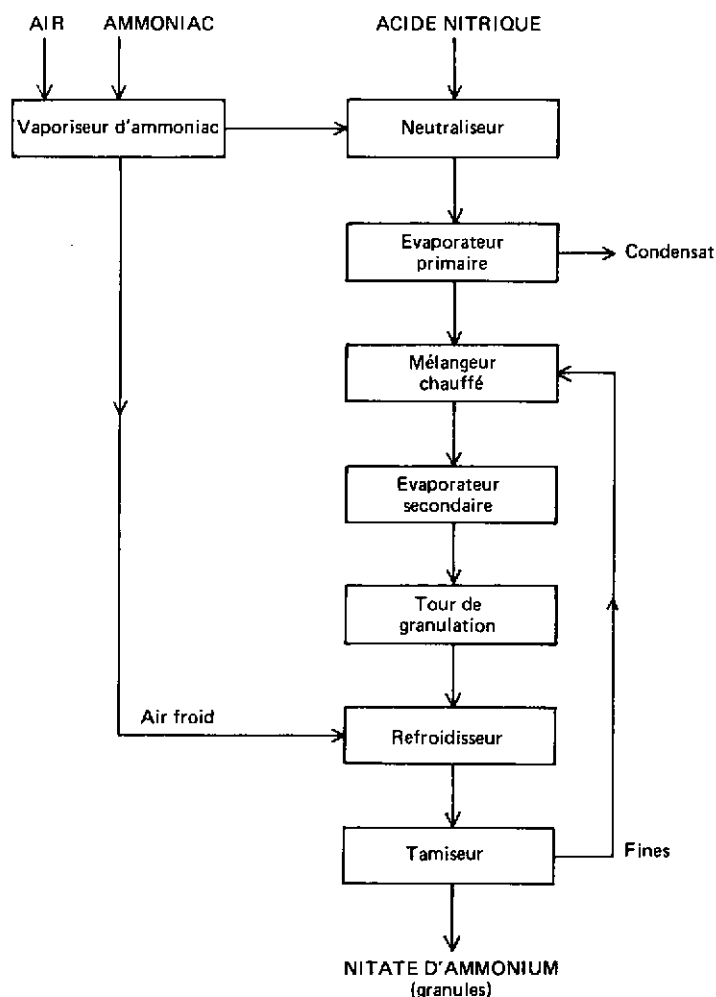 AIR
AMMONIAC
ACIDE NITRIQUE
Vaporiseur d'ammoniac
Neutraliseur
Evaporateur
primaire
Condensat
Mélangeur
chauffé
Evaporateur
secondaire
Tour de
granulation
Air froid
Refroidisseur
Tamiseur
Fines
NITATE D'AMMONIUM
(granules)